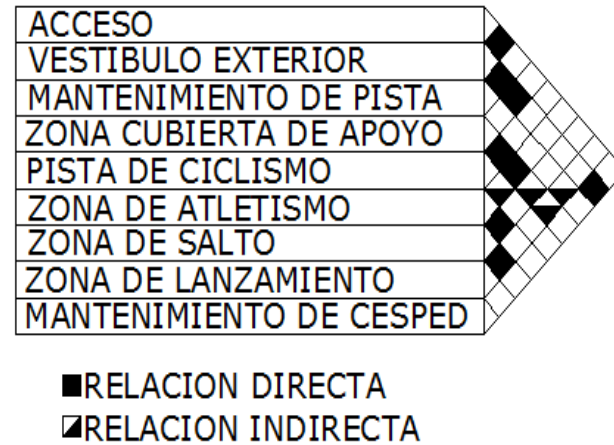 ACCESO
VESTIBULO EXTERIOR
MANTENIMIENTO DE PISTA
ZONA CUBIERTA DE APOYO
PISTA DE CICLISMO
ZONA DE ATLETISMO
ZONA DE SALTO
ZONA DE LANZAMIENTO
MANTENIMIENTO DE CESPED
RELACION DIRECTA
RELACION INDIRECTA